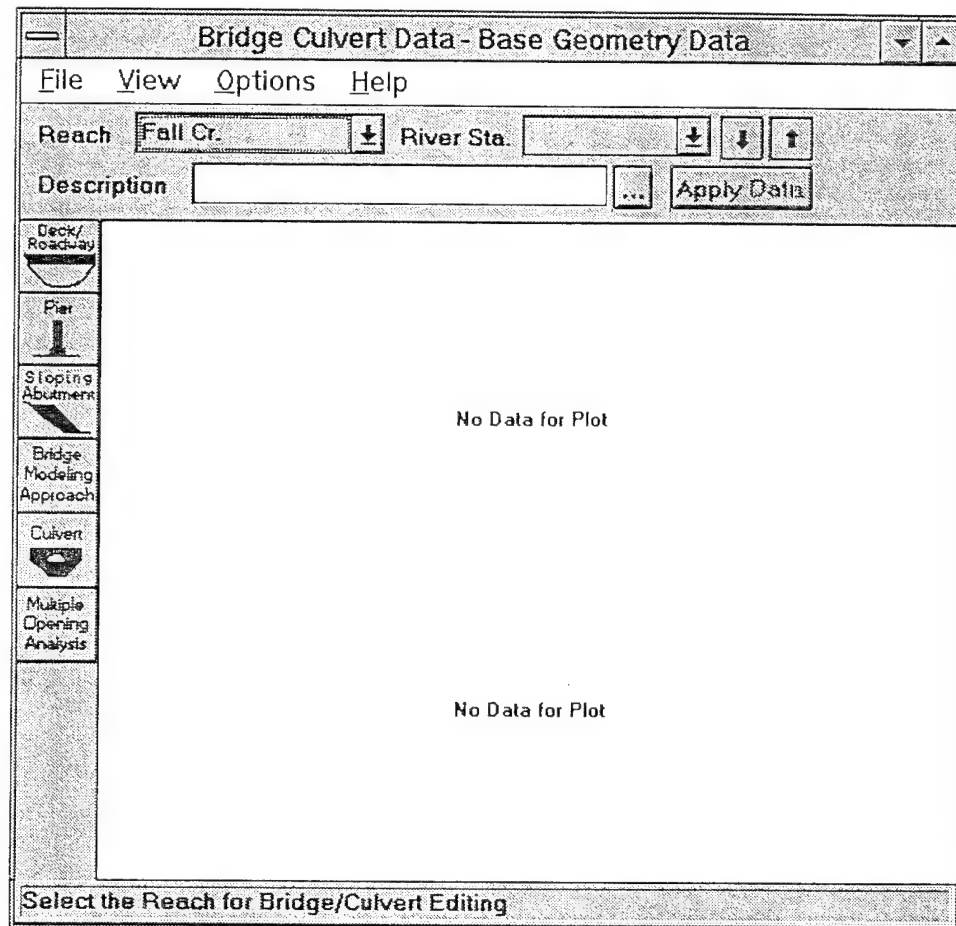 Bridge Culvert Data - Base Geometry Data
File View Options Help
Reach Fall Cr. River Sta.
Description ... Apply Data
Deck/
Roadway
Pier
Sloping
Abutment
Bridge
Modeling
Approach
Culvert
Multiple
Opening
Analysis
No Data for Plot
No Data for Plot
Select the Reach for Bridge/Culvert Editing